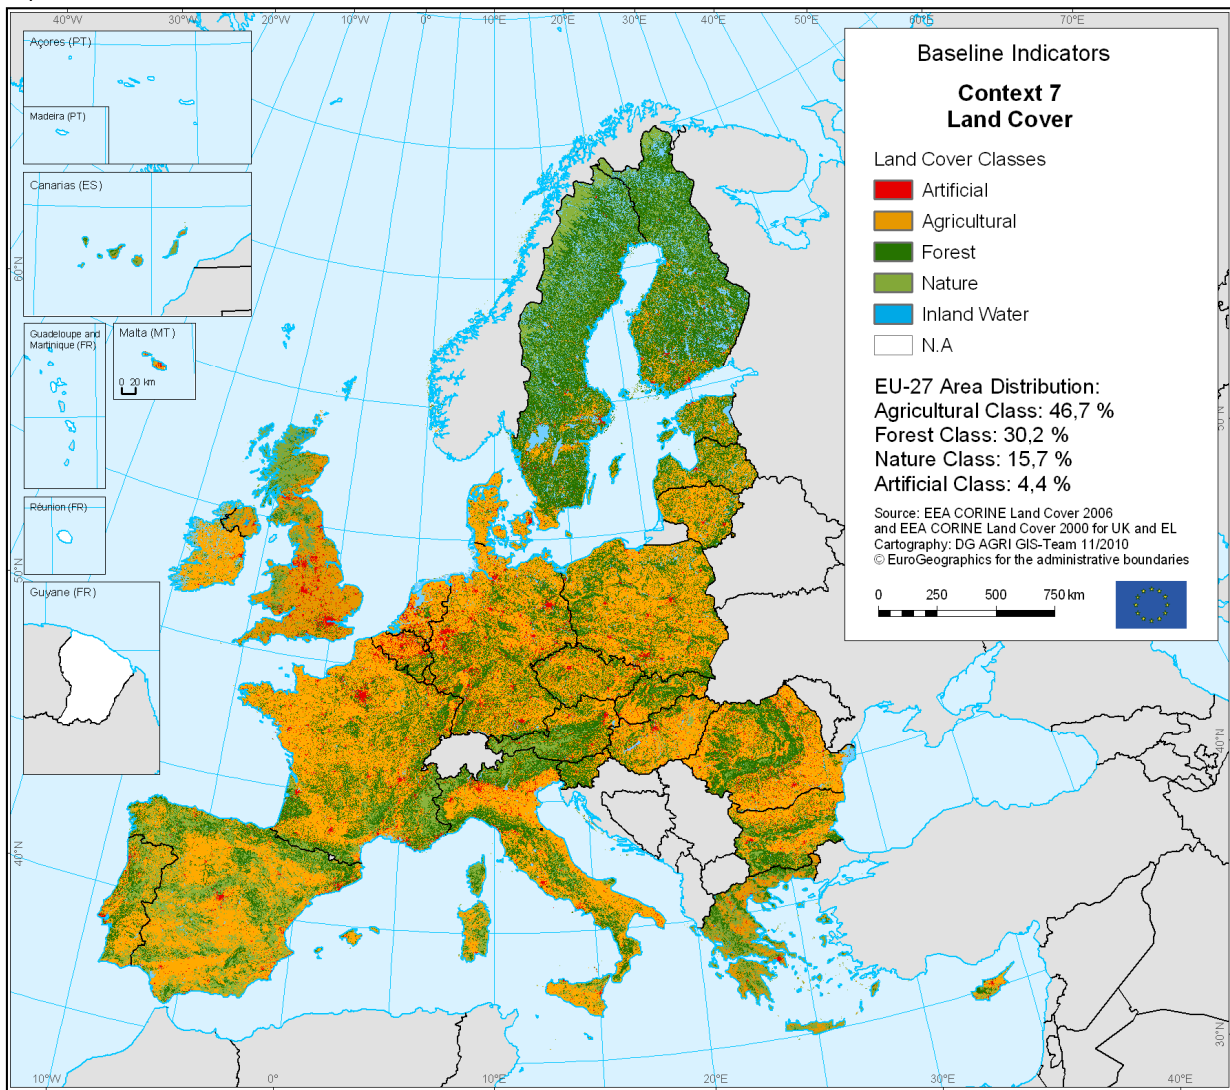 40°W
30°W
20°W
10°W
0°
10°E
20°E
30°E
40°E
50°E
60°E
70°E
Açores (PT)
Madeira (PT)
Canarias (ES)
Guadeloupe and
Martinique (FR)
Malta (MT)
0 20 km
Réunion (FR)
Guyane (FR)
60°N
50°N
40°N
Baseline Indicators
Context 7
Land Cover
Land Cover Classes
Artificial
Agricultural
Forest
Nature
Inland Water
N.A
EU-27 Area Distribution:
Agricultural Class: 46,7 %
Forest Class: 30,2 %
Nature Class: 15,7 %
Artificial Class: 4,4 %
Source: EEA CORINE Land Cover 2006
and EEA CORINE Land Cover 2000 for UK and EL
Cartography: DG AGRI GIS-Team 11/2010
© EuroGeographics for the administrative boundaries
0 250 500 750 km
50°N
40°N
30°N
10°W
0°
10°E
20°E
30°E
40°E